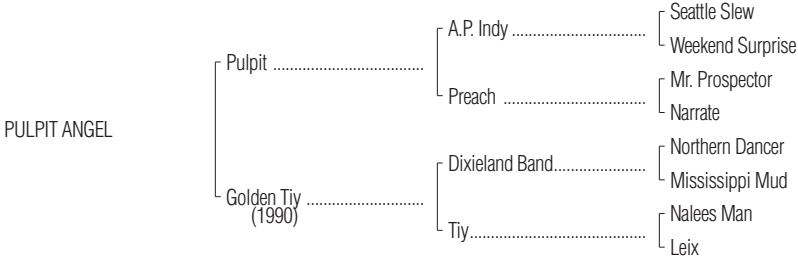 Seattle Slew
A.P. Indy ..................................
Weekend Surprise
Pulpit ......................................
Mr. Prospector
Preach ....................................
Narrate
PULPIT ANGEL
Northern Dancer
Dixieland Band.......................
Mississippi Mud
Golden Tiy ..............................
(1990)
Nalees Man
Tiy............................................
Leix